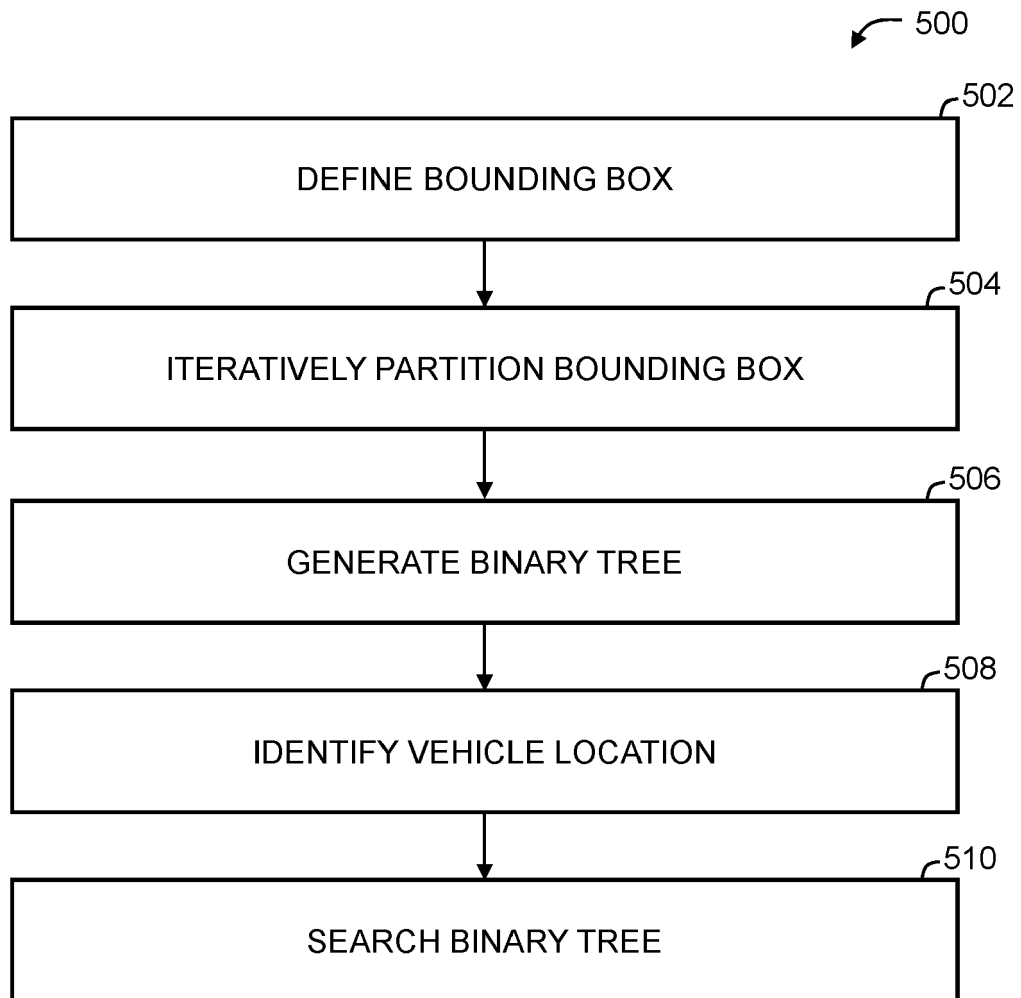 500
502
DEFINE BOUNDING BOX
504
ITERATIVELY PARTITION BOUNDING BOX
506
GENERATE BINARY TREE
508
IDENTIFY VEHICLE LOCATION
510
SEARCH BINARY TREE